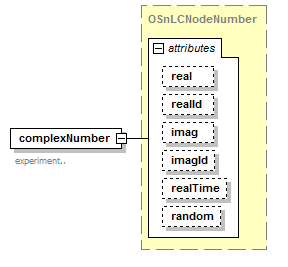 OSnLCNodeNumber
attributes
real
realId
imag
imagId
realTime
random
complexNumber
experiment..